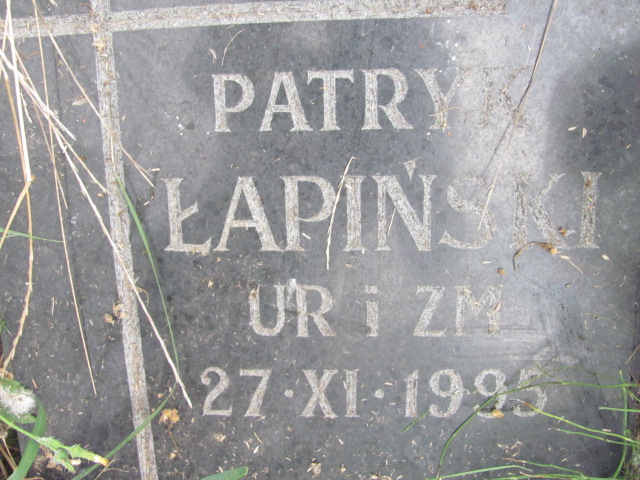 PATRYK
ŁAPIŃSKI
UR i ZM
27·XI·1995